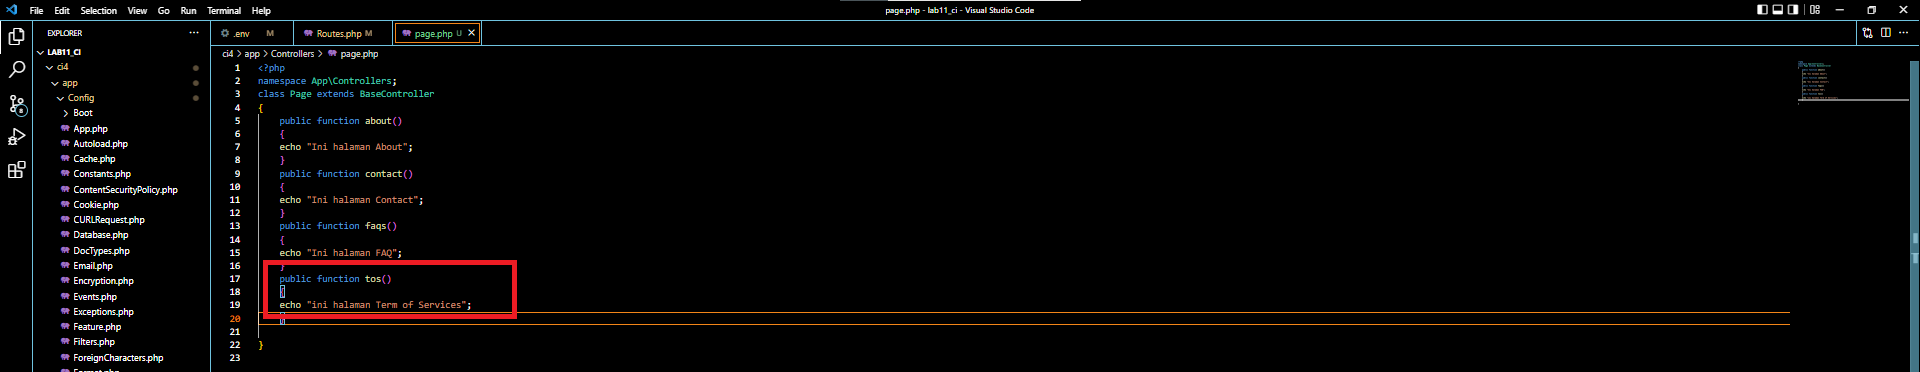 File Edit Selection View Go Run Terminal Help
page.php - lab11_ci - Visual Studio Code
EXPLORER
LAB11_CI
ci4
app
Config
Boot
App.php
Autoload.php
Cache.php
Constants.php
ContentSecurityPolicy.php
Cookie.php
CURLRequest.php
Database.php
DocTypes.php
Email.php
Encryption.php
Events.php
Exceptions.php
Feature.php
Filters.php
ForeignCharacters.php
Format.php
.env M
Routes.php M
page.php U
ci4 > app > Controllers > page.php
1 <?php
2 namespace App\Controllers;
3 class Page extends BaseController
4 {
5 public function about()
6 {
7 echo "Ini halaman About";
8 }
9 public function contact()
10 {
11 echo "Ini halaman Contact";
12 }
13 public function faqs()
14 {
15 echo "Ini halaman FAQ";
16 }
17 public function tos()
18 {
19 echo "ini halaman Term of Services";
20 }
21
22 }
23